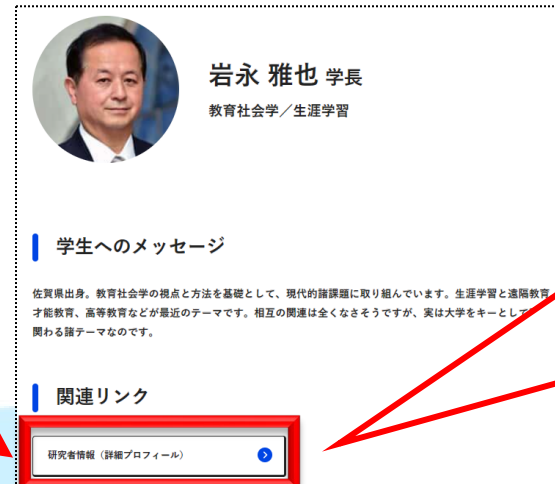 岩永 雅也 学長
教育社会学／生涯学習
学生へのメッセージ
佐賀県出身。教育社会学の視点と方法を基礎として、現代的諸課題に取り組んでいます。生涯学習と遠隔教育、
才能教育、高等教育などが最近のテーマです。相互の関連は全くなさそうですが、実は大学をキーとして
関わる諸テーマなのです。
関連リンク
研究者情報（詳細プロフィール）